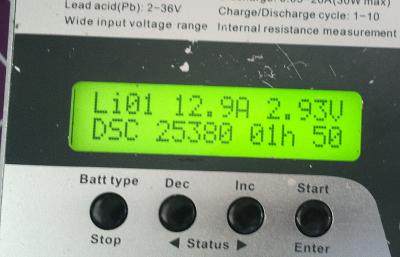 Lead acid(Pb): 2-36V
Charge/Discharge cycle: 1-10
Wide input voltage range Internal resistance measurement
Li01 12.9A 2.93V
DSC 25380 01h 50
Batt type Dec Inc Start
Stop ◀ Status ▶ Enter